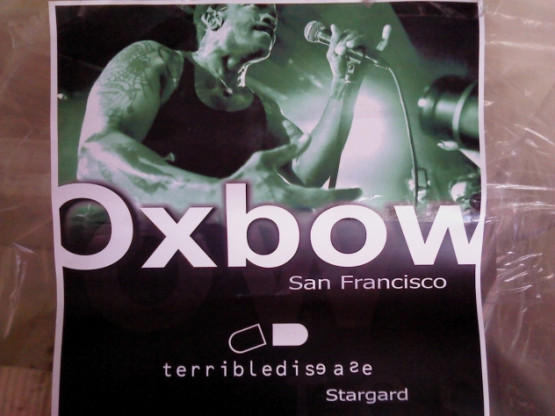 Oxbow
San Francisco
terribledisease
Stargard